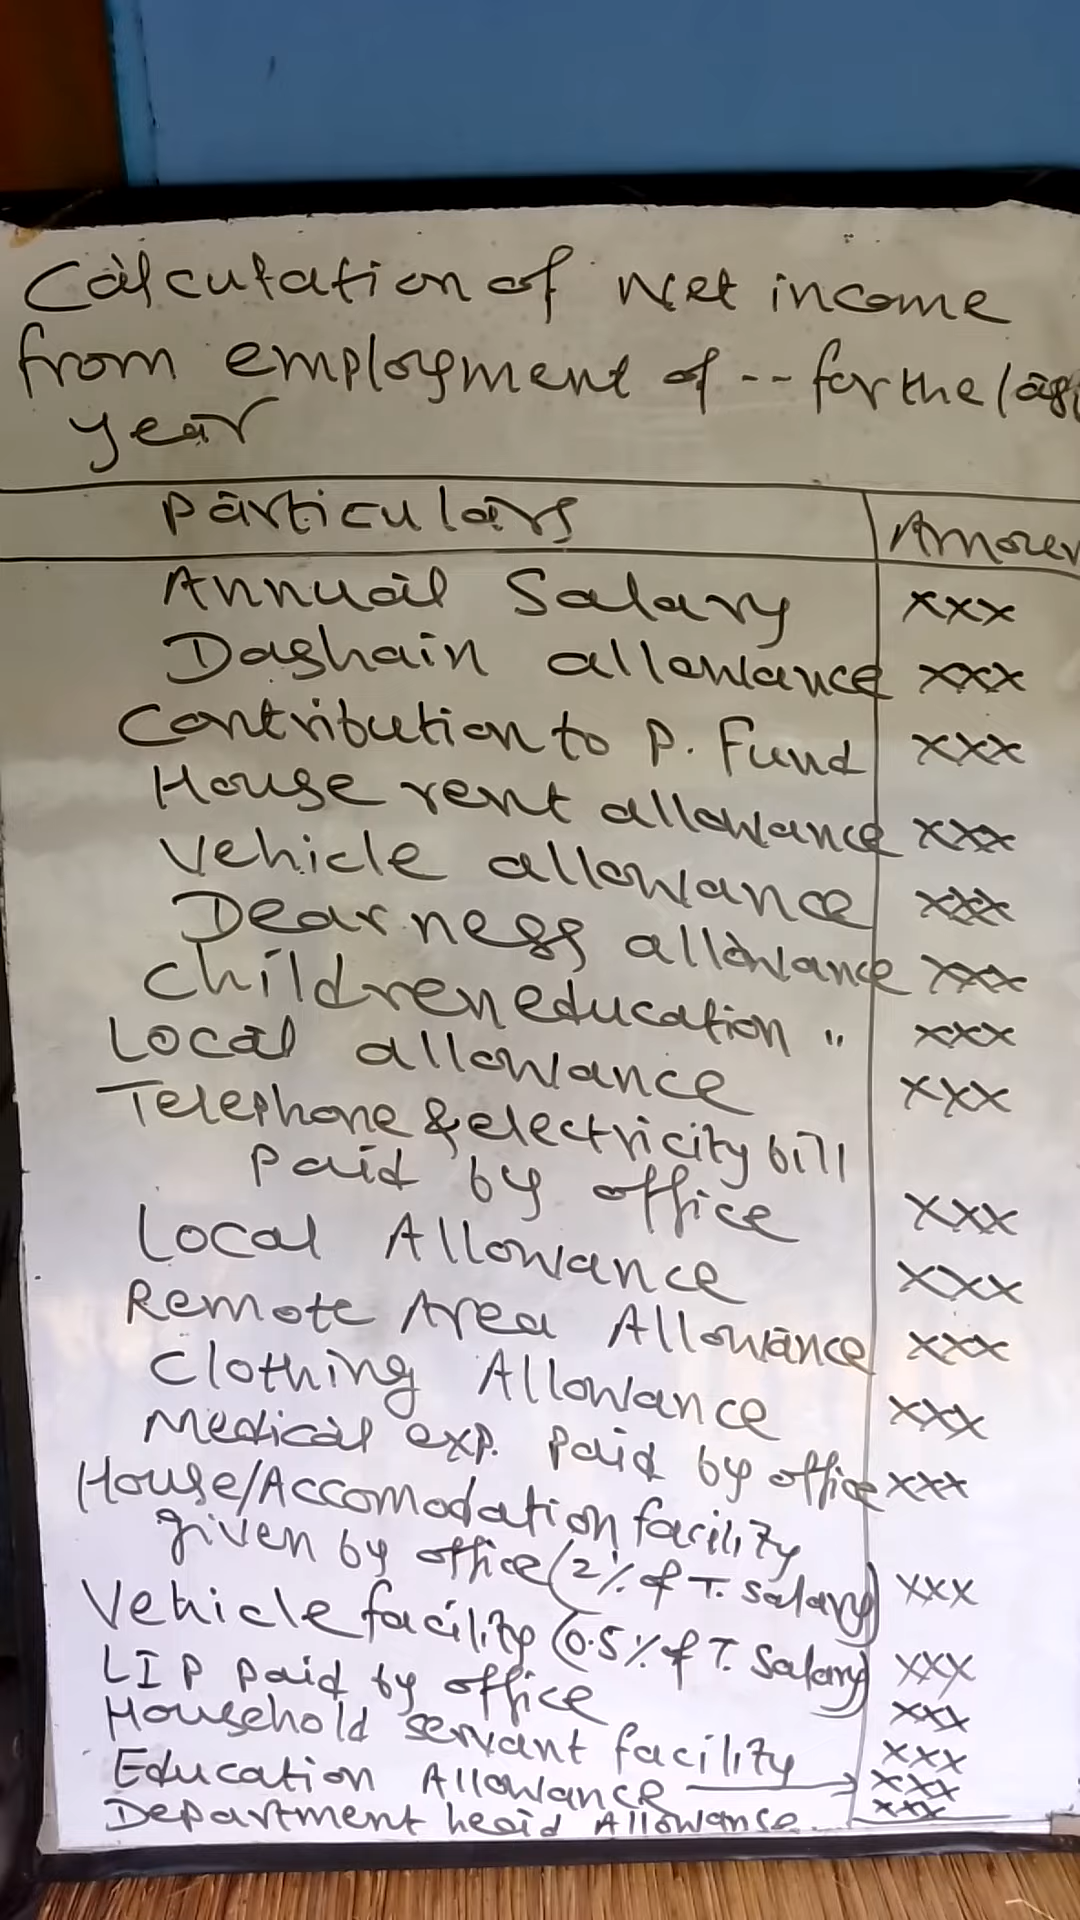 Calculation of Net income
from employment of -- for the las
year
Particulars Amoun
Annual Salary xxx
Dashain allowance xxx
Contribution to P. Fund xxx
House rent allowance xxx
Vehicle allowance xxx
Dearness allowance xxx
Children education " xxx
Local allowance xxx
Telephone & electricity bill
paid by office xxx
Local Allowance xxx
Remote Area Allowance xxx
Clothing Allowance xxx
Medical exp. paid by office xxx
House/Accomodation facility
given by office (2% of T. Salary) xxx
Vehicle facility (0.5% of T. Salary) xxx
LIP paid by office xxx
Household servant facility xxx
Education Allowance xxx
Department head Allowance xxx